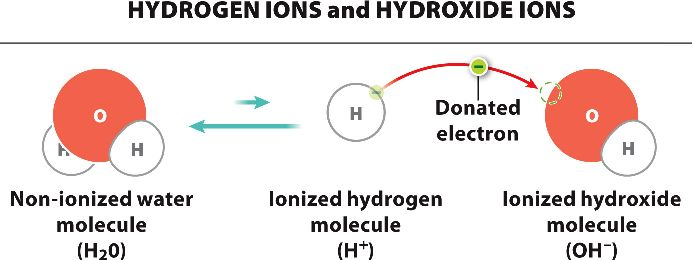 HYDROGEN IONS and HYDROXIDE IONS
O
H
H
H
−
−
Donated
electron
O
H
Non-ionized water
molecule
(H₂0)
Ionized hydrogen
molecule
(H⁺)
Ionized hydroxide
molecule
(OH⁻)